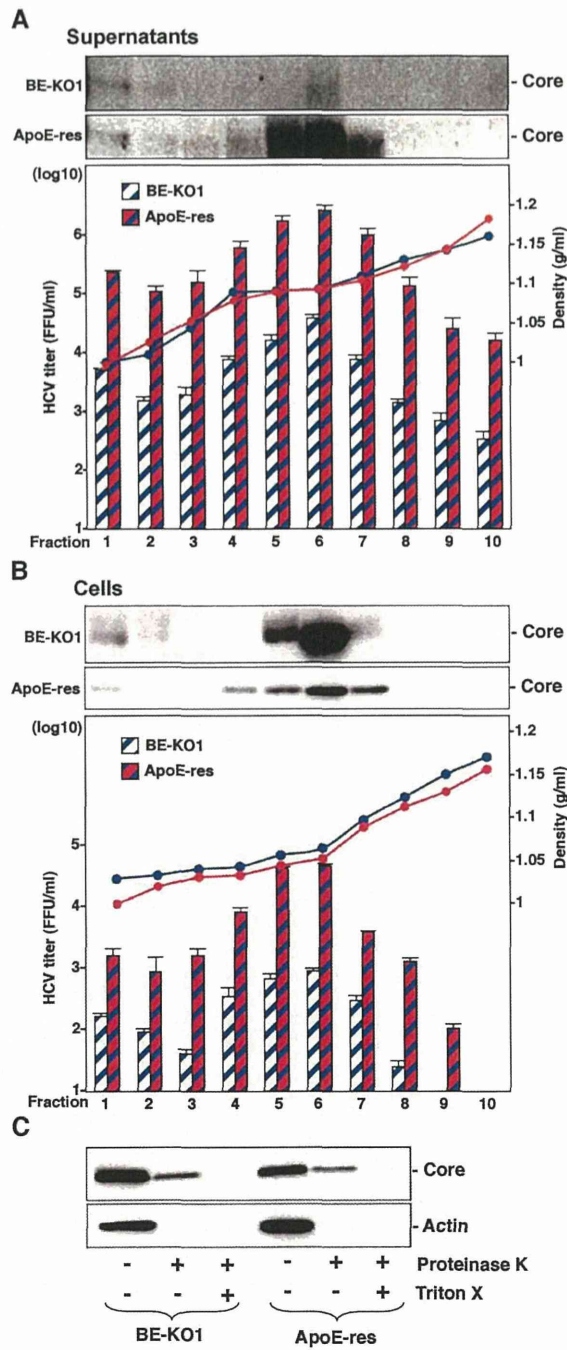 A
Supernatants
BE-KO1
- Core
ApoE-res
- Core
(log10)
BE-KO1
ApoE-res
6
5
4
3
2
1
HCV titer (FFU/ml)
1.2
1.15
1.1
1.05
1
Density (g/ml)
Fraction 1 2 3 4 5 6 7 8 9 10
B
Cells
BE-KO1
- Core
ApoE-res
- Core
(log10)
BE-KO1
ApoE-res
5
4
3
2
1
HCV titer (FFU/ml)
1.2
1.15
1.1
1.05
1
Density (g/ml)
Fraction 1 2 3 4 5 6 7 8 9 10
C
- Core
- Actin
- + + - + + Proteinase K
- - + - - + Triton X
BE-KO1 ApoE-res